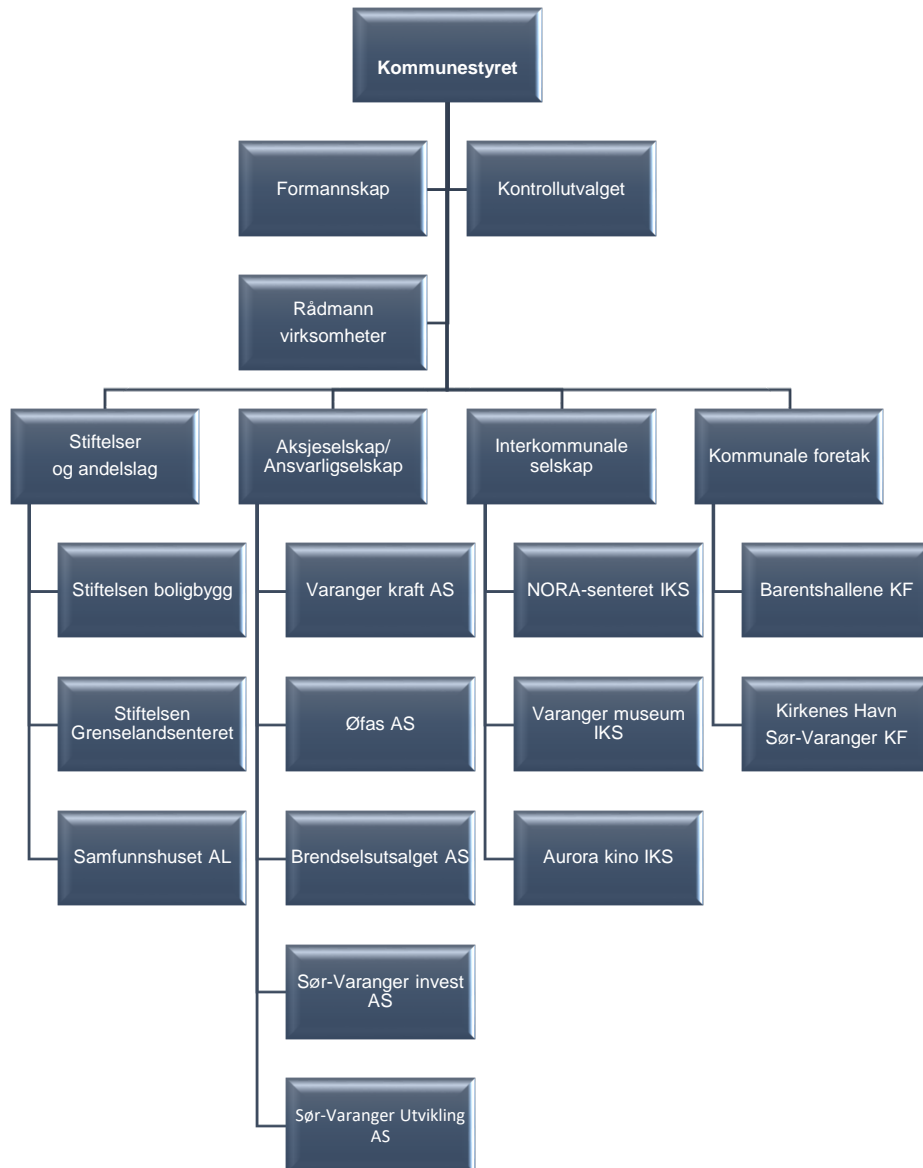 Kommunestyret
Formannskap
Kontrollutvalget
Rådmann
virksomheter
Stiftelser
og andelslag
Aksjeselskap/
Ansvarligselskap
Interkommunale
selskap
Kommunale foretak
Stiftelsen boligbygg
Varanger kraft AS
NORA-senteret IKS
Barentshallene KF
Stiftelsen
Grenselandsenteret
Øfas AS
Varanger museum
IKS
Kirkenes Havn
Sør-Varanger KF
Samfunnshuset AL
Brendselsutsalget AS
Aurora kino IKS
Sør-Varanger invest
AS
Sør-Varanger Utvikling
AS